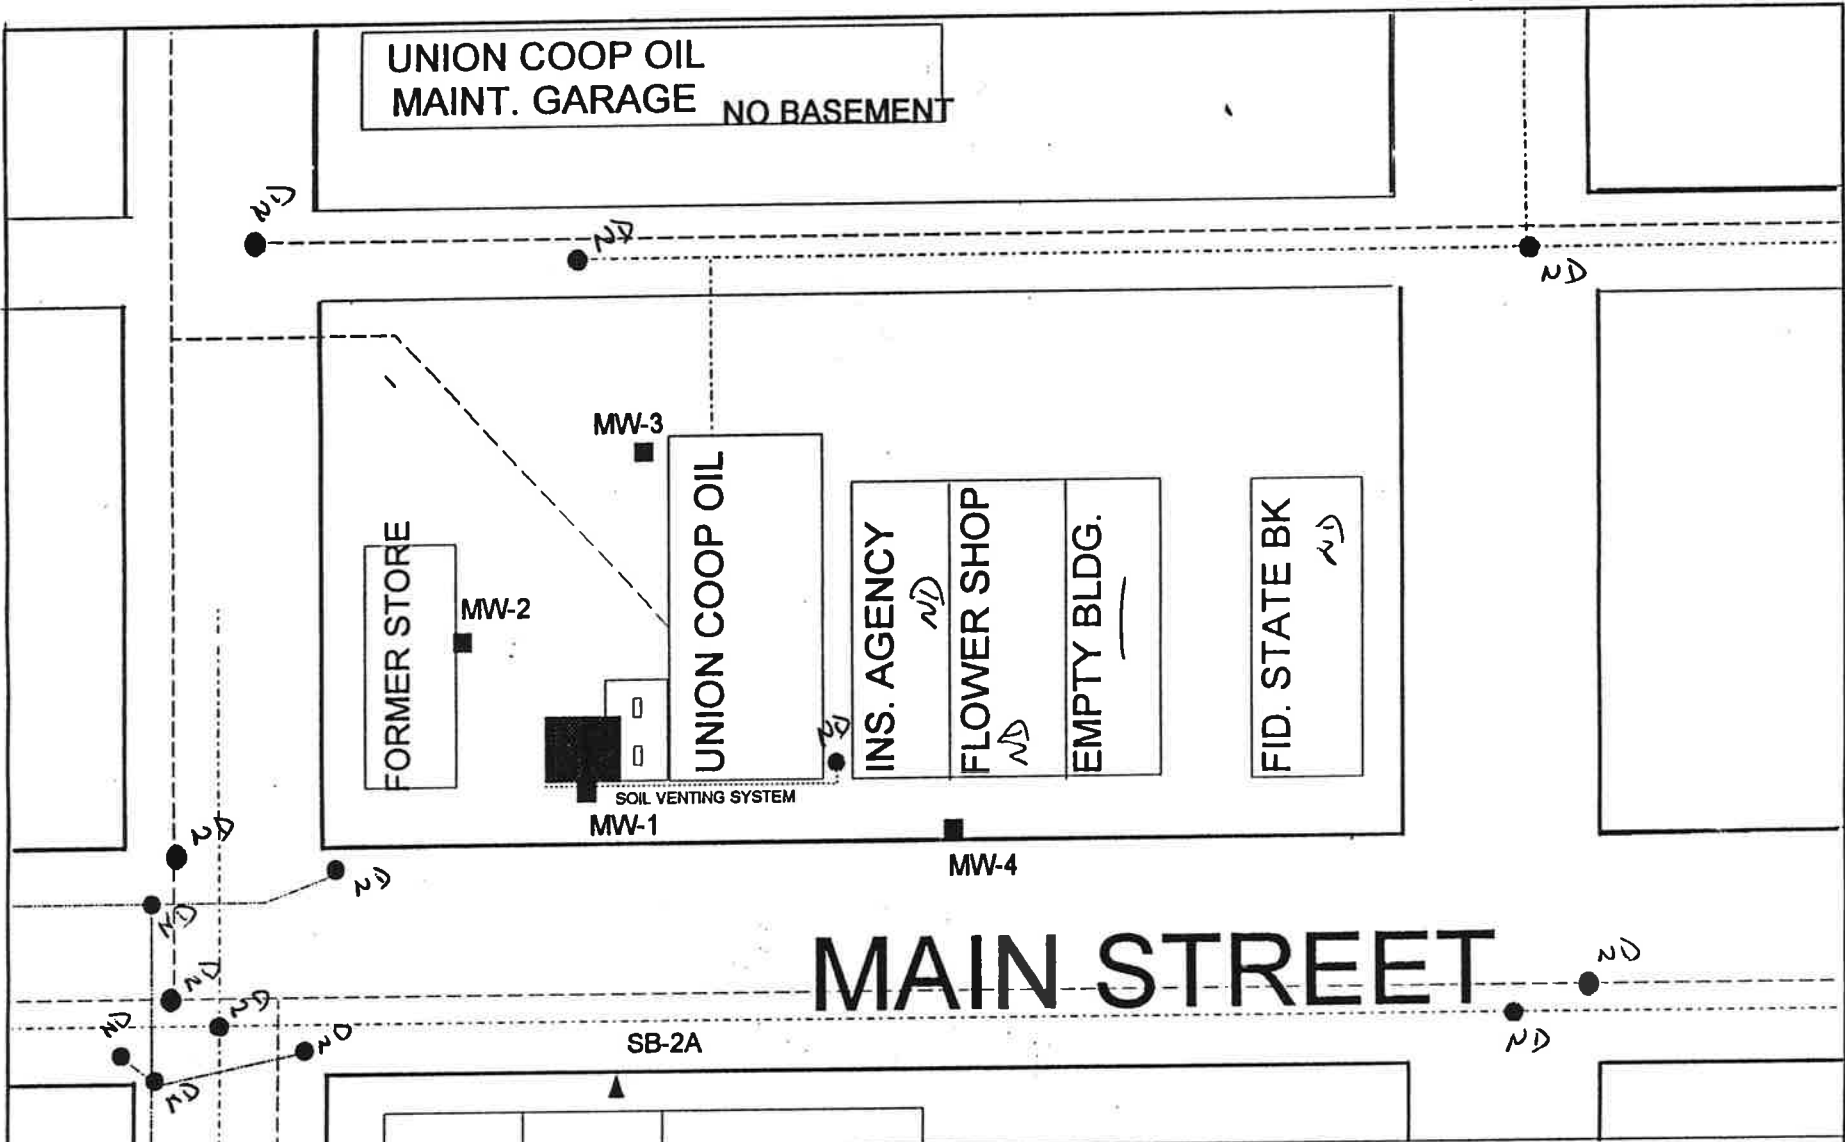 UNION COOP OIL
MAINT. GARAGE
NO BASEMENT
ND
ND
ND
MW-3
UNION COOP OIL
FORMER STORE
MW-2
INS. AGENCY
ND
FLOWER SHOP
ND
EMPTY BLDG.
FID. STATE BK
ND
ND
SOIL VENTING SYSTEM
MW-1
MW-4
ND
ND
ND
MAIN STREET
ND
ND
ND
ND
ND
ND
SB-2A
ND